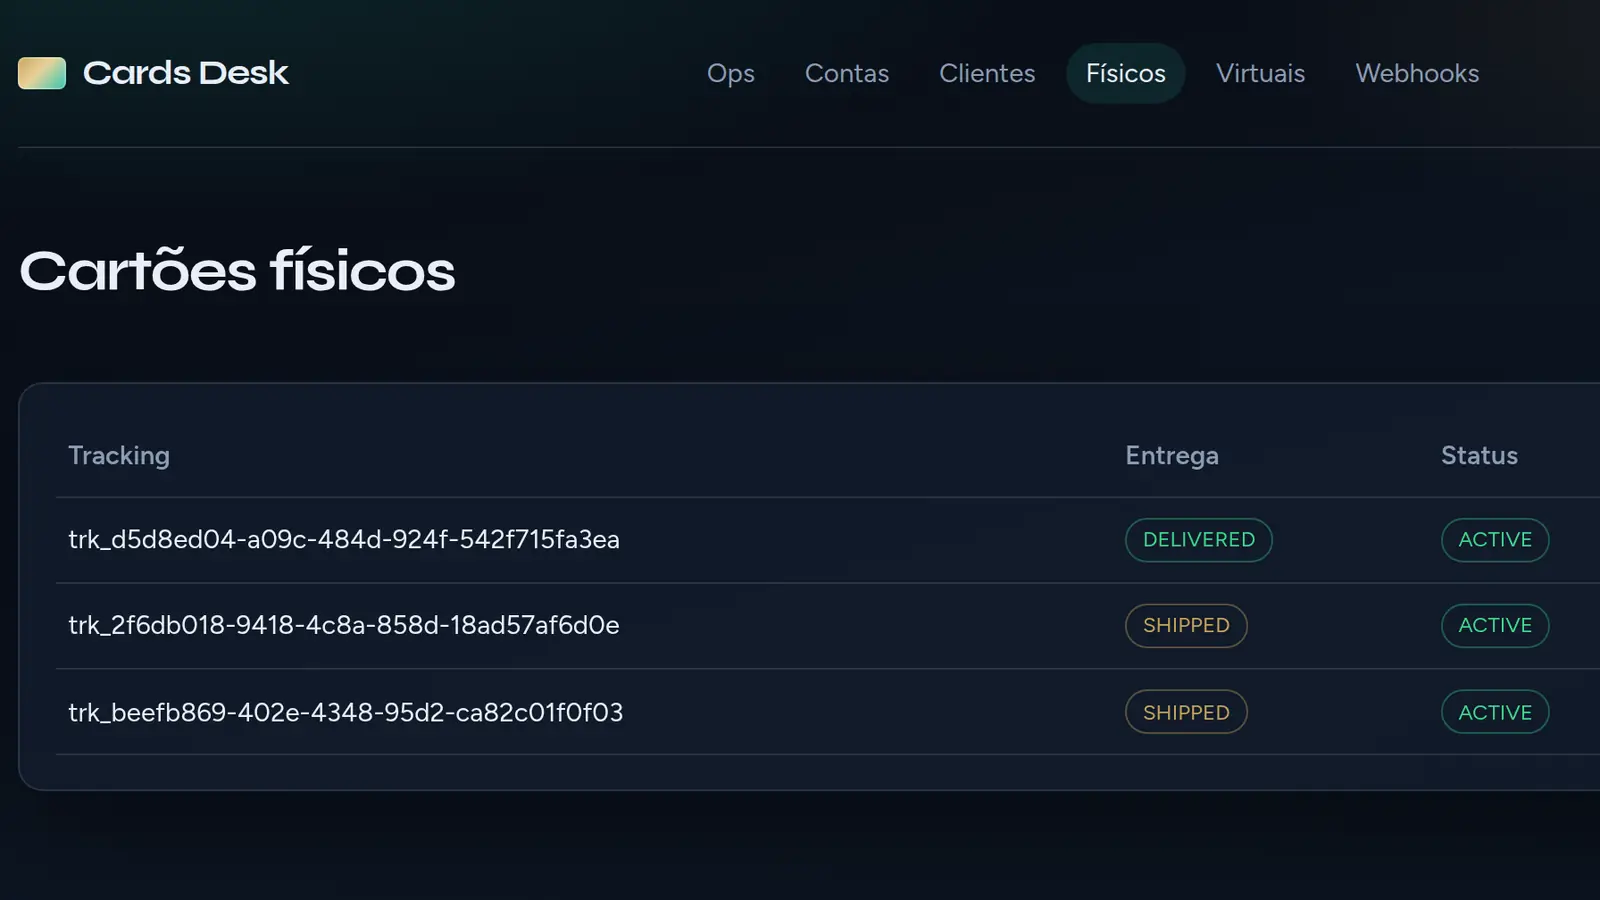 Cards Desk
Ops Contas Clientes Físicos Virtuais Webhooks
Cartões físicos
Tracking Entrega Status
trk_d5d8ed04-a09c-484d-924f-542f715fa3ea DELIVERED ACTIVE
trk_2f6db018-9418-4c8a-858d-18ad57af6d0e SHIPPED ACTIVE
trk_beefb869-402e-4348-95d2-ca82c01f0f03 SHIPPED ACTIVE